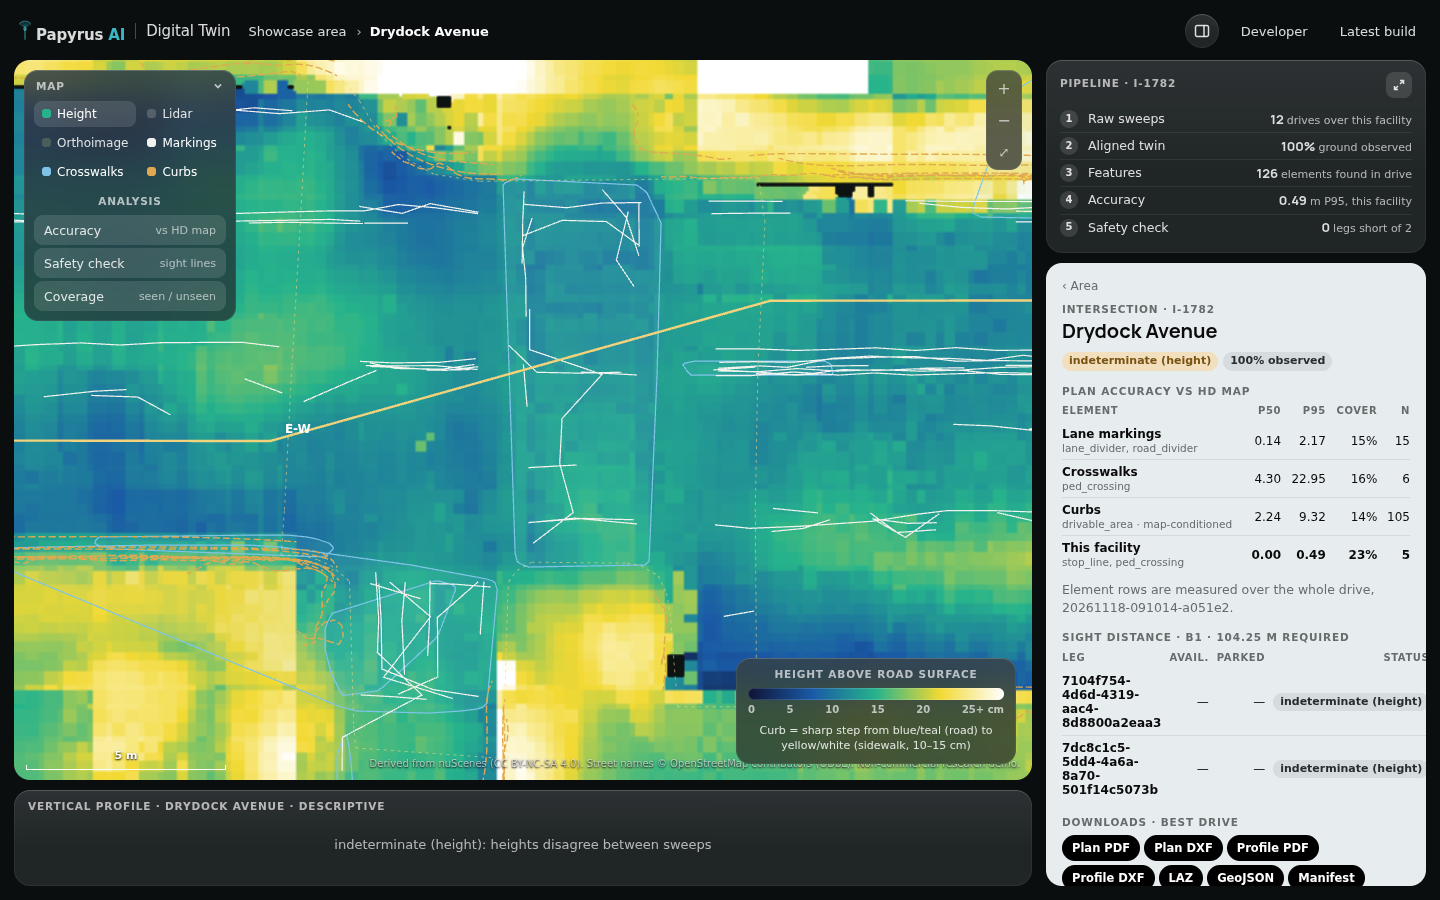 Papyrus AI | Digital Twin Showcase area › Drydock Avenue
Developer Latest build
MAP
Height Lidar
Orthoimage Markings
Crosswalks Curbs
ANALYSIS
Accuracy vs HD map
Safety check sight lines
Coverage seen / unseen
+
−
E-W
5 m
HEIGHT ABOVE ROAD SURFACE
0 5 10 15 20 25+ cm
Curb = sharp step from blue/teal (road) to
yellow/white (sidewalk, 10–15 cm)
Derived from nuScenes (CC BY-NC-SA 4.0). Street names © OpenStreetMap contributors (ODbL). Non-commercial research demo.
VERTICAL PROFILE · DRYDOCK AVENUE · DESCRIPTIVE
indeterminate (height): heights disagree between sweeps
PIPELINE · I-1782
1 Raw sweeps 12 drives over this facility
2 Aligned twin 100% ground observed
3 Features 126 elements found in drive
4 Accuracy 0.49 m P95, this facility
5 Safety check 0 legs short of 2
‹ Area
INTERSECTION · I-1782
Drydock Avenue
indeterminate (height) 100% observed
PLAN ACCURACY VS HD MAP
ELEMENT P50 P95 COVER N
Lane markings 0.14 2.17 15% 15
lane_divider, road_divider
Crosswalks 4.30 22.95 16% 6
ped_crossing
Curbs 2.24 9.32 14% 105
drivable_area · map-conditioned
This facility 0.00 0.49 23% 5
stop_line, ped_crossing
Element rows are measured over the whole drive,
20261118-091014-a051e2.
SIGHT DISTANCE · B1 · 104.25 M REQUIRED
LEG AVAIL. PARKED STATUS
7104f754-
4d6d-4319-
aac4-
8d8800a2eaa3 — — indeterminate (height)
7dc8c1c5-
5dd4-4a6a-
8a70-
501f14c5073b — — indeterminate (height)
DOWNLOADS · BEST DRIVE
Plan PDF Plan DXF Profile PDF
Profile DXF LAZ GeoJSON Manifest